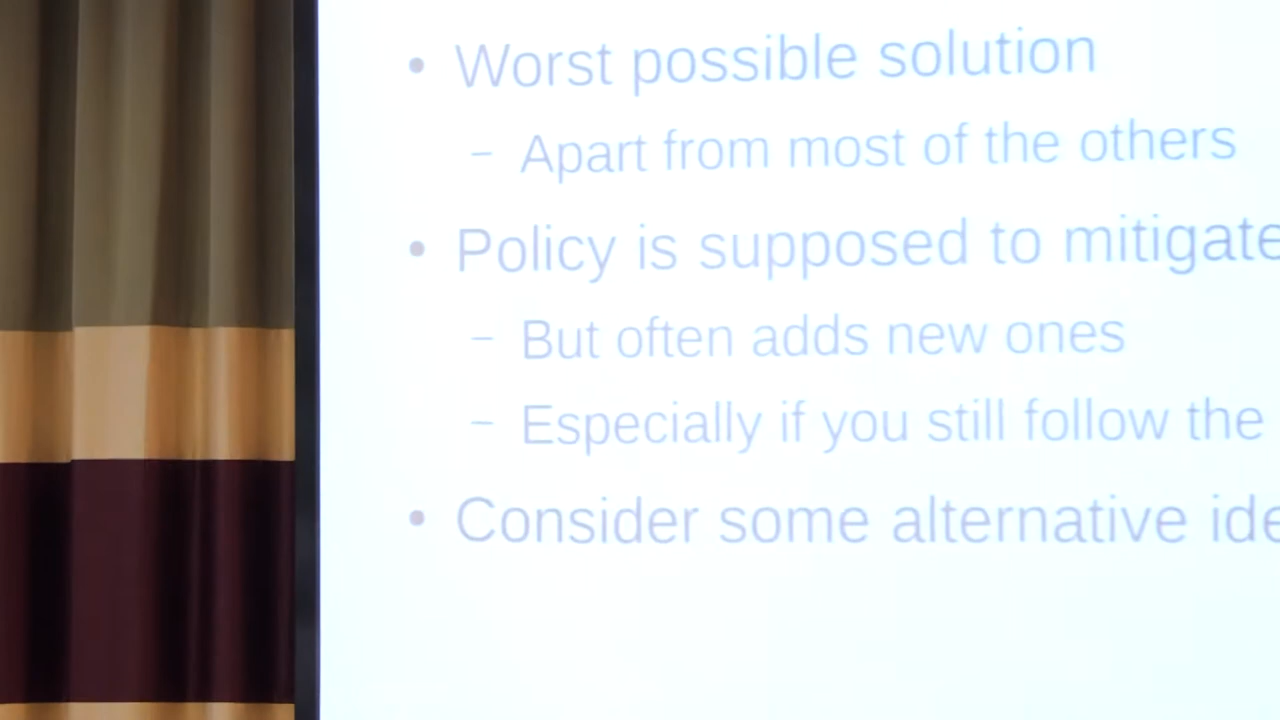 • Worst possible solution
– Apart from most of the others
• Policy is supposed to mitigate
– But often adds new ones
– Especially if you still follow the
• Consider some alternative